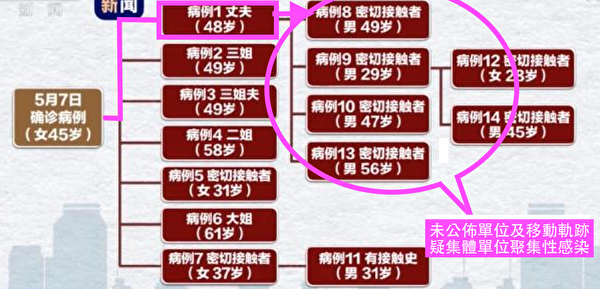 新闻 新闻
病例1 丈夫
（48岁）
病例8 密切接触者
（男 49岁）
病例2 三姐
（49岁）
病例9 密切接触者
（男 29岁）
病例12 密切接触者
（女 23岁）
5月7日
确诊病例
（女45岁）
病例3 三姐夫
（49岁）
病例10 密切接触者
（男 47岁）
病例14 密切接触者
（男 45岁）
病例4 二姐
（58岁）
病例13 密切接触者
（男 56岁）
病例5 密切接触者
（女 31岁）
病例6 大姐
（61岁）
病例7 密切接触者
（女 37岁）
病例11 有接触史
（男 31岁）
未公佈單位及移動軌跡
疑集體單位聚集性感染